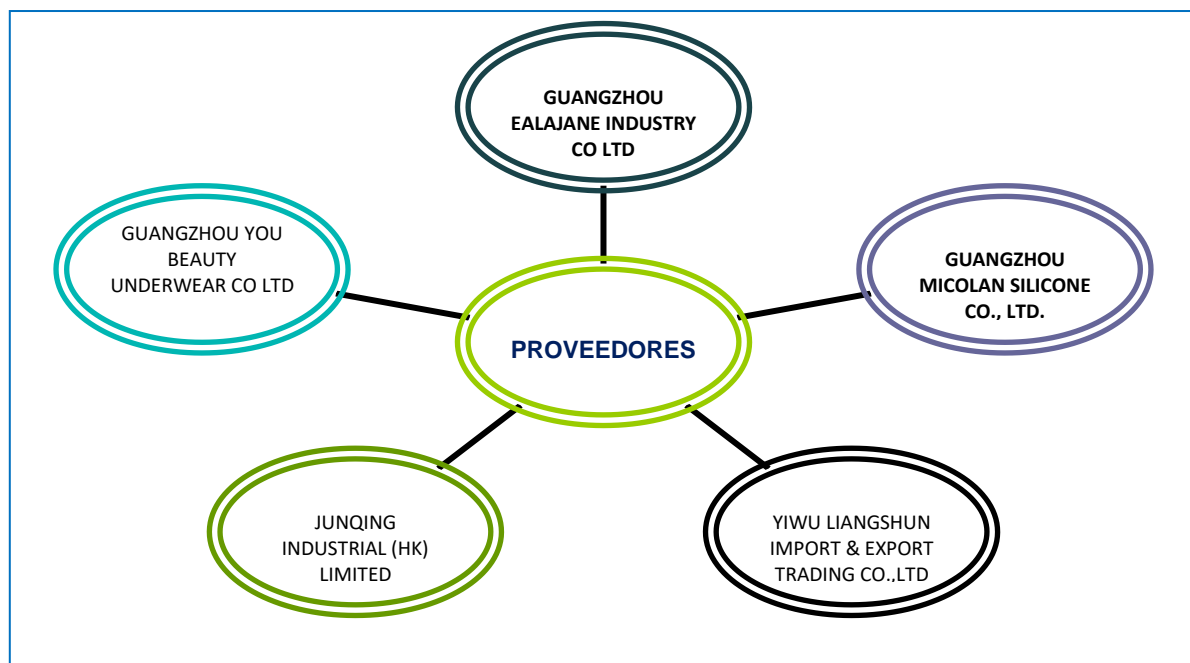 GUANGZHOU
EALAJANE INDUSTRY
CO LTD
GUANGZHOU YOU
BEAUTY
UNDERWEAR CO LTD
GUANGZHOU
MICOLAN SILICONE
CO., LTD.
PROVEEDORES
JUNQING
INDUSTRIAL (HK)
LIMITED
YIWU LIANGSHUN
IMPORT & EXPORT
TRADING CO.,LTD